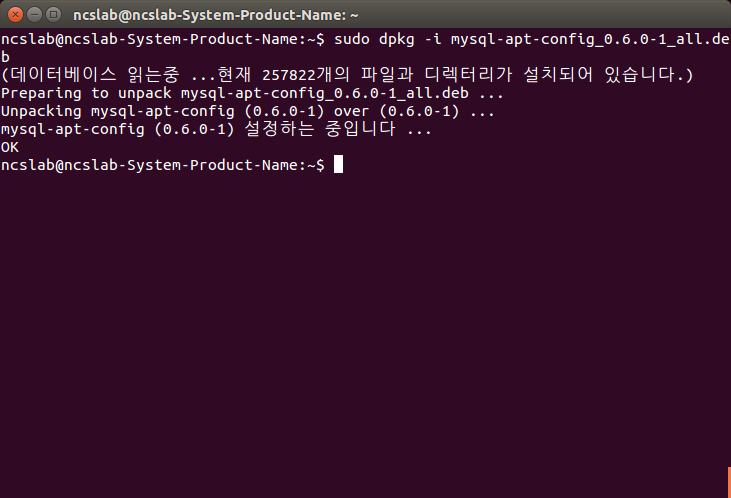 ncslab@ncslab-System-Product-Name: ~
ncslab@ncslab-System-Product-Name:~$ sudo dpkg -i mysql-apt-config_0.6.0-1_all.de
b
(데이터베이스 읽는중 ...현재 257822개의 파일과 디렉터리가 설치되어 있습니다.)
Preparing to unpack mysql-apt-config_0.6.0-1_all.deb ...
Unpacking mysql-apt-config (0.6.0-1) over (0.6.0-1) ...
mysql-apt-config (0.6.0-1) 설정하는 중입니다 ...
OK
ncslab@ncslab-System-Product-Name:~$